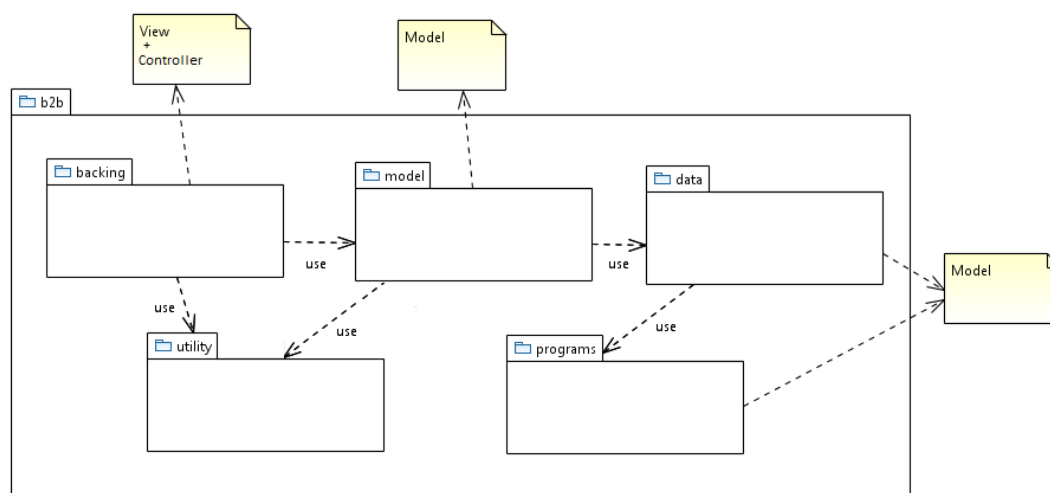 View
+
Controller
Model
b2b
backing
model
data
use
use
Model
use
use
use
utility
programs